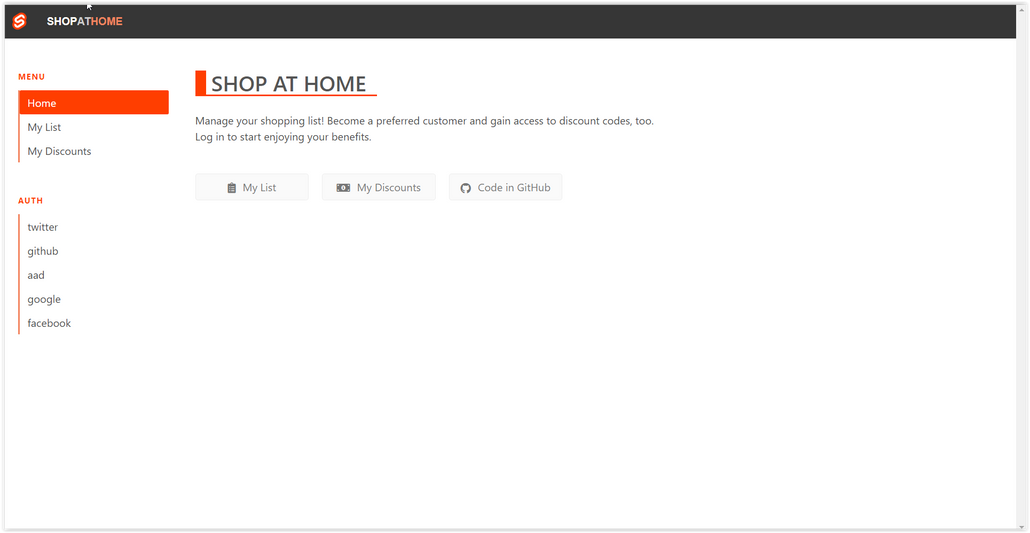 SHOPATHOME
MENU
Home
My List
My Discounts
AUTH
twitter
github
aad
google
facebook
SHOP AT HOME
Manage your shopping list! Become a preferred customer and gain access to discount codes, too.
Log in to start enjoying your benefits.
My List
My Discounts
Code in GitHub